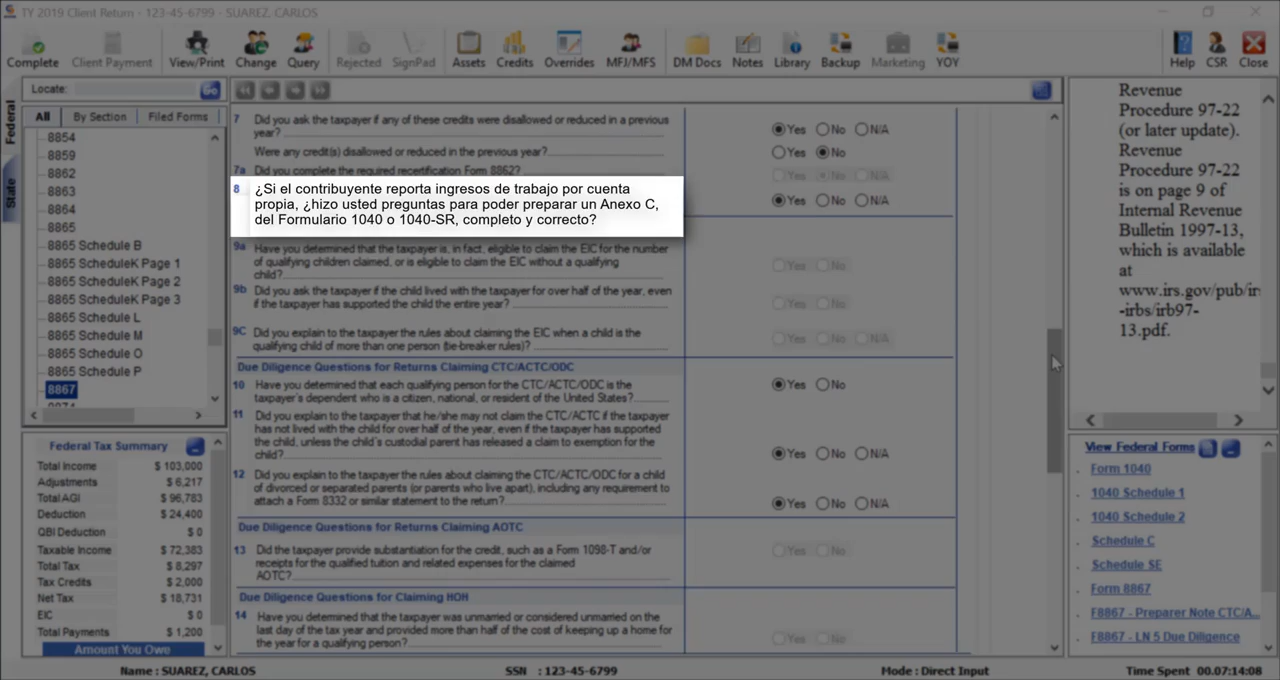 TY 2019 Client Return - 123-45-6799 - SUAREZ, CARLOS
Complete
Client Payment
View/Print
Change
Query
Rejected
SignPad
Assets
Credits
Overrides
MFJ/MFS
DM Docs
Notes
Library
Backup
Marketing
YOY
Help
CSR
Close
Locate:
Go
Federal
State
All
By Section
Filed Forms
8854
8859
8862
8863
8864
8865
8865 Schedule B
8865 ScheduleK Page 1
8865 ScheduleK Page 2
8865 ScheduleK Page 3
8865 Schedule L
8865 Schedule M
8865 Schedule O
8865 Schedule P
8867
Federal Tax Summary
Total Income $ 103,000
Adjustments $ 6,217
Total AGI $ 96,783
Deduction $ 24,400
QBI Deduction $ 0
Taxable Income $ 72,383
Total Tax $ 8,297
Tax Credits $ 2,000
Net Tax $ 18,731
EIC $ 0
Total Payments $ 1,200
Amount You Owe
7 Did you ask the taxpayer if any of these credits were disallowed or reduced in a previous
year? Yes No N/A
Were any credit(s) disallowed or reduced in the previous year? Yes No
7a Did you complete the required recertification Form 8862? Yes No N/A
8 ¿Si el contribuyente reporta ingresos de trabajo por cuenta
propia, ¿hizo usted preguntas para poder preparar un Anexo C,
del Formulario 1040 o 1040-SR, completo y correcto?
Yes No N/A
9a Have you determined that the taxpayer is, in fact, eligible to claim the EIC for the number
of qualifying children claimed, or is eligible to claim the EIC without a qualifying
child? Yes No
9b Did you ask the taxpayer if the child lived with the taxpayer for over half of the year, even
if the taxpayer has supported the child the entire year? Yes No
9C Did you explain to the taxpayer the rules about claiming the EIC when a child is the
qualifying child of more than one person (tie-breaker rules)? Yes No N/A
Due Diligence Questions for Returns Claiming CTC/ACTC/ODC
10 Have you determined that each qualifying person for the CTC/ACTC/ODC is the
taxpayer's dependent who is a citizen, national, or resident of the United States? Yes No
11 Did you explain to the taxpayer that he/she may not claim the CTC/ACTC if the taxpayer
has not lived with the child for over half of the year, even if the taxpayer has supported
the child, unless the child's custodial parent has released a claim to exemption for the
child? Yes No N/A
12 Did you explain to the taxpayer the rules about claiming the CTC/ACTC/ODC for a child
of divorced or separated parents (or parents who live apart), including any requirement to
attach a Form 8332 or similar statement to the return? Yes No N/A
Due Diligence Questions for Returns Claiming AOTC
13 Did the taxpayer provide substantiation for the credit, such as a Form 1098-T and/or
receipts for the qualified tuition and related expenses for the claimed
AOTC? Yes No
Due Diligence Questions for Claiming HOH
14 Have you determined that the taxpayer was unmarried or considered unmarried on the
last day of the tax year and provided more than half of the cost of keeping up a home for
the year for a qualifying person? Yes No
Revenue
Procedure 97-22
(or later update).
Revenue
Procedure 97-22
is on page 9 of
Internal Revenue
Bulletin 1997-13,
which is available
at
www.irs.gov/pub/irs
-irbs/irb97-
13.pdf.
View Federal Forms
Form 1040
1040 Schedule 1
1040 Schedule 2
Schedule C
Schedule SE
Form 8867
F8867 - Preparer Note CTC/A...
F8867 - LN 5 Due Diligence
Name : SUAREZ, CARLOS
SSN : 123-45-6799
Mode : Direct Input
Time Spent 00.07:14:08